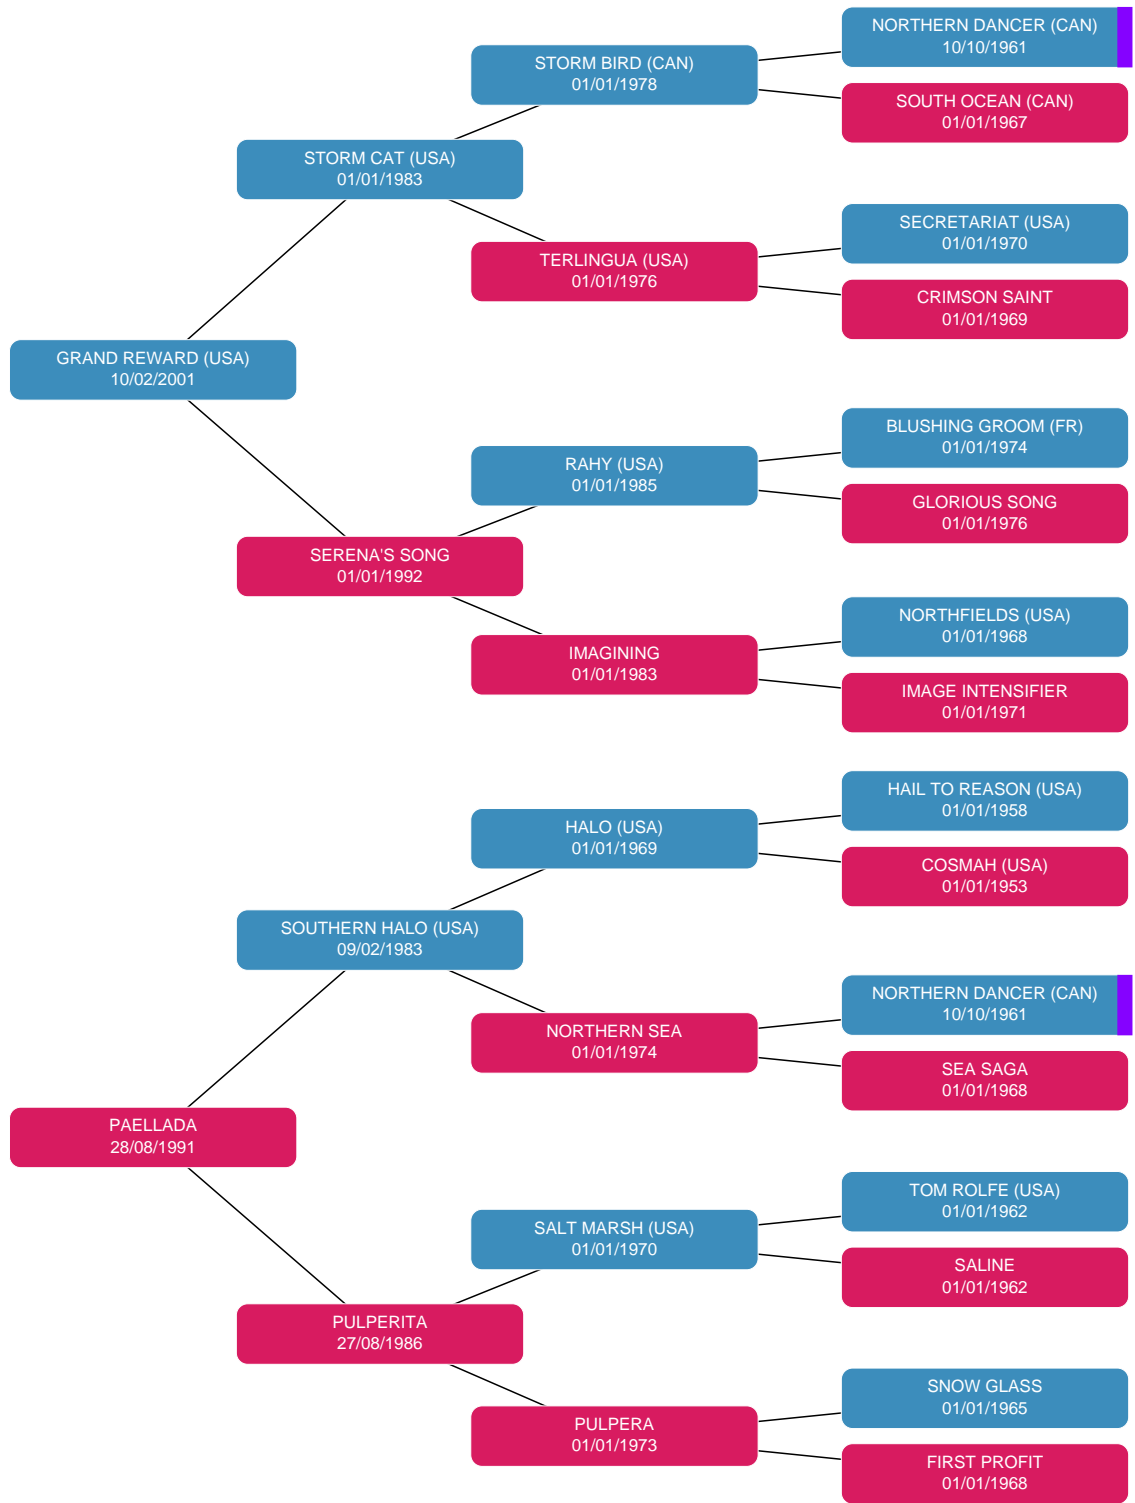 NORTHERN DANCER (CAN)
10/10/1961
STORM BIRD (CAN)
01/01/1978
SOUTH OCEAN (CAN)
01/01/1967
STORM CAT (USA)
01/01/1983
SECRETARIAT (USA)
01/01/1970
TERLINGUA (USA)
01/01/1976
CRIMSON SAINT
01/01/1969
GRAND REWARD (USA)
10/02/2001
BLUSHING GROOM (FR)
01/01/1974
RAHY (USA)
01/01/1985
GLORIOUS SONG
01/01/1976
SERENA'S SONG
01/01/1992
NORTHFIELDS (USA)
01/01/1968
IMAGINING
01/01/1983
IMAGE INTENSIFIER
01/01/1971
HAIL TO REASON (USA)
01/01/1958
HALO (USA)
01/01/1969
COSMAH (USA)
01/01/1953
SOUTHERN HALO (USA)
09/02/1983
NORTHERN DANCER (CAN)
10/10/1961
NORTHERN SEA
01/01/1974
SEA SAGA
01/01/1968
PAELLADA
28/08/1991
TOM ROLFE (USA)
01/01/1962
SALT MARSH (USA)
01/01/1970
SALINE
01/01/1962
PULPERITA
27/08/1986
SNOW GLASS
01/01/1965
PULPERA
01/01/1973
FIRST PROFIT
01/01/1968